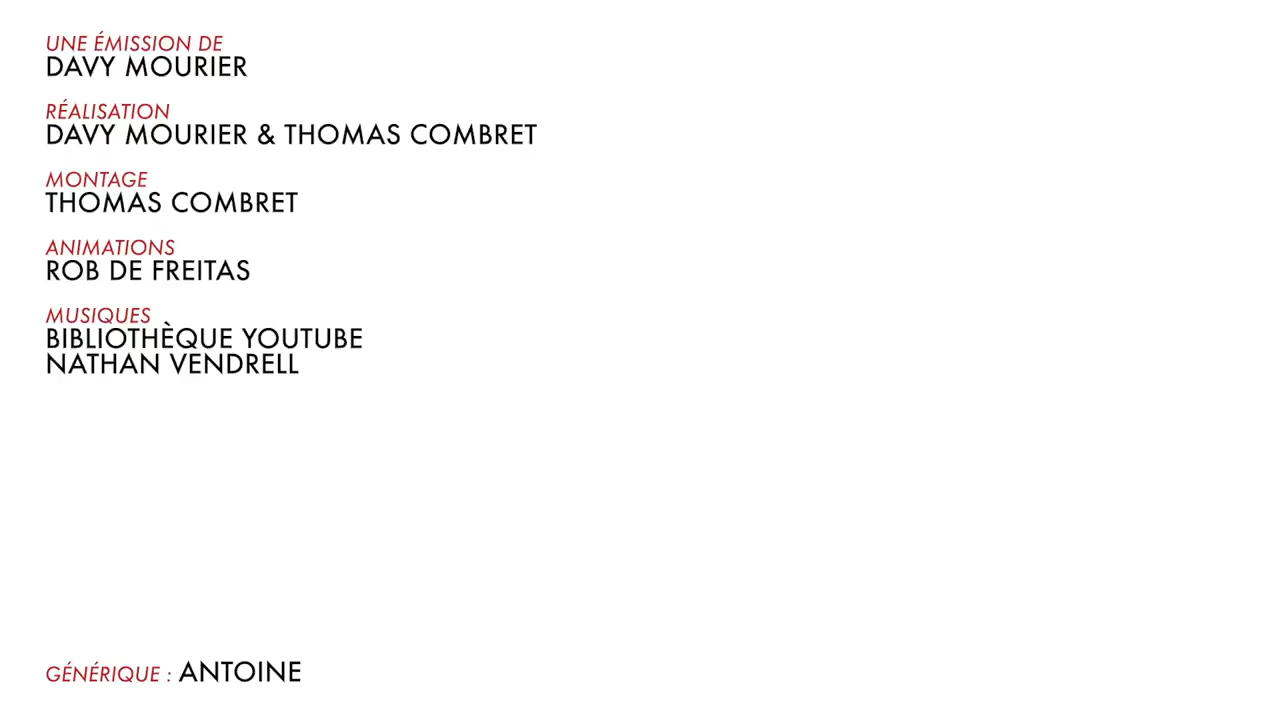 UNE ÉMISSION DE
DAVY MOURIER
RÉALISATION
DAVY MOURIER & THOMAS COMBRET
MONTAGE
THOMAS COMBRET
ANIMATIONS
ROB DE FREITAS
MUSIQUES
BIBLIOTHÈQUE YOUTUBE
NATHAN VENDRELL
GÉNÉRIQUE : ANTOINE